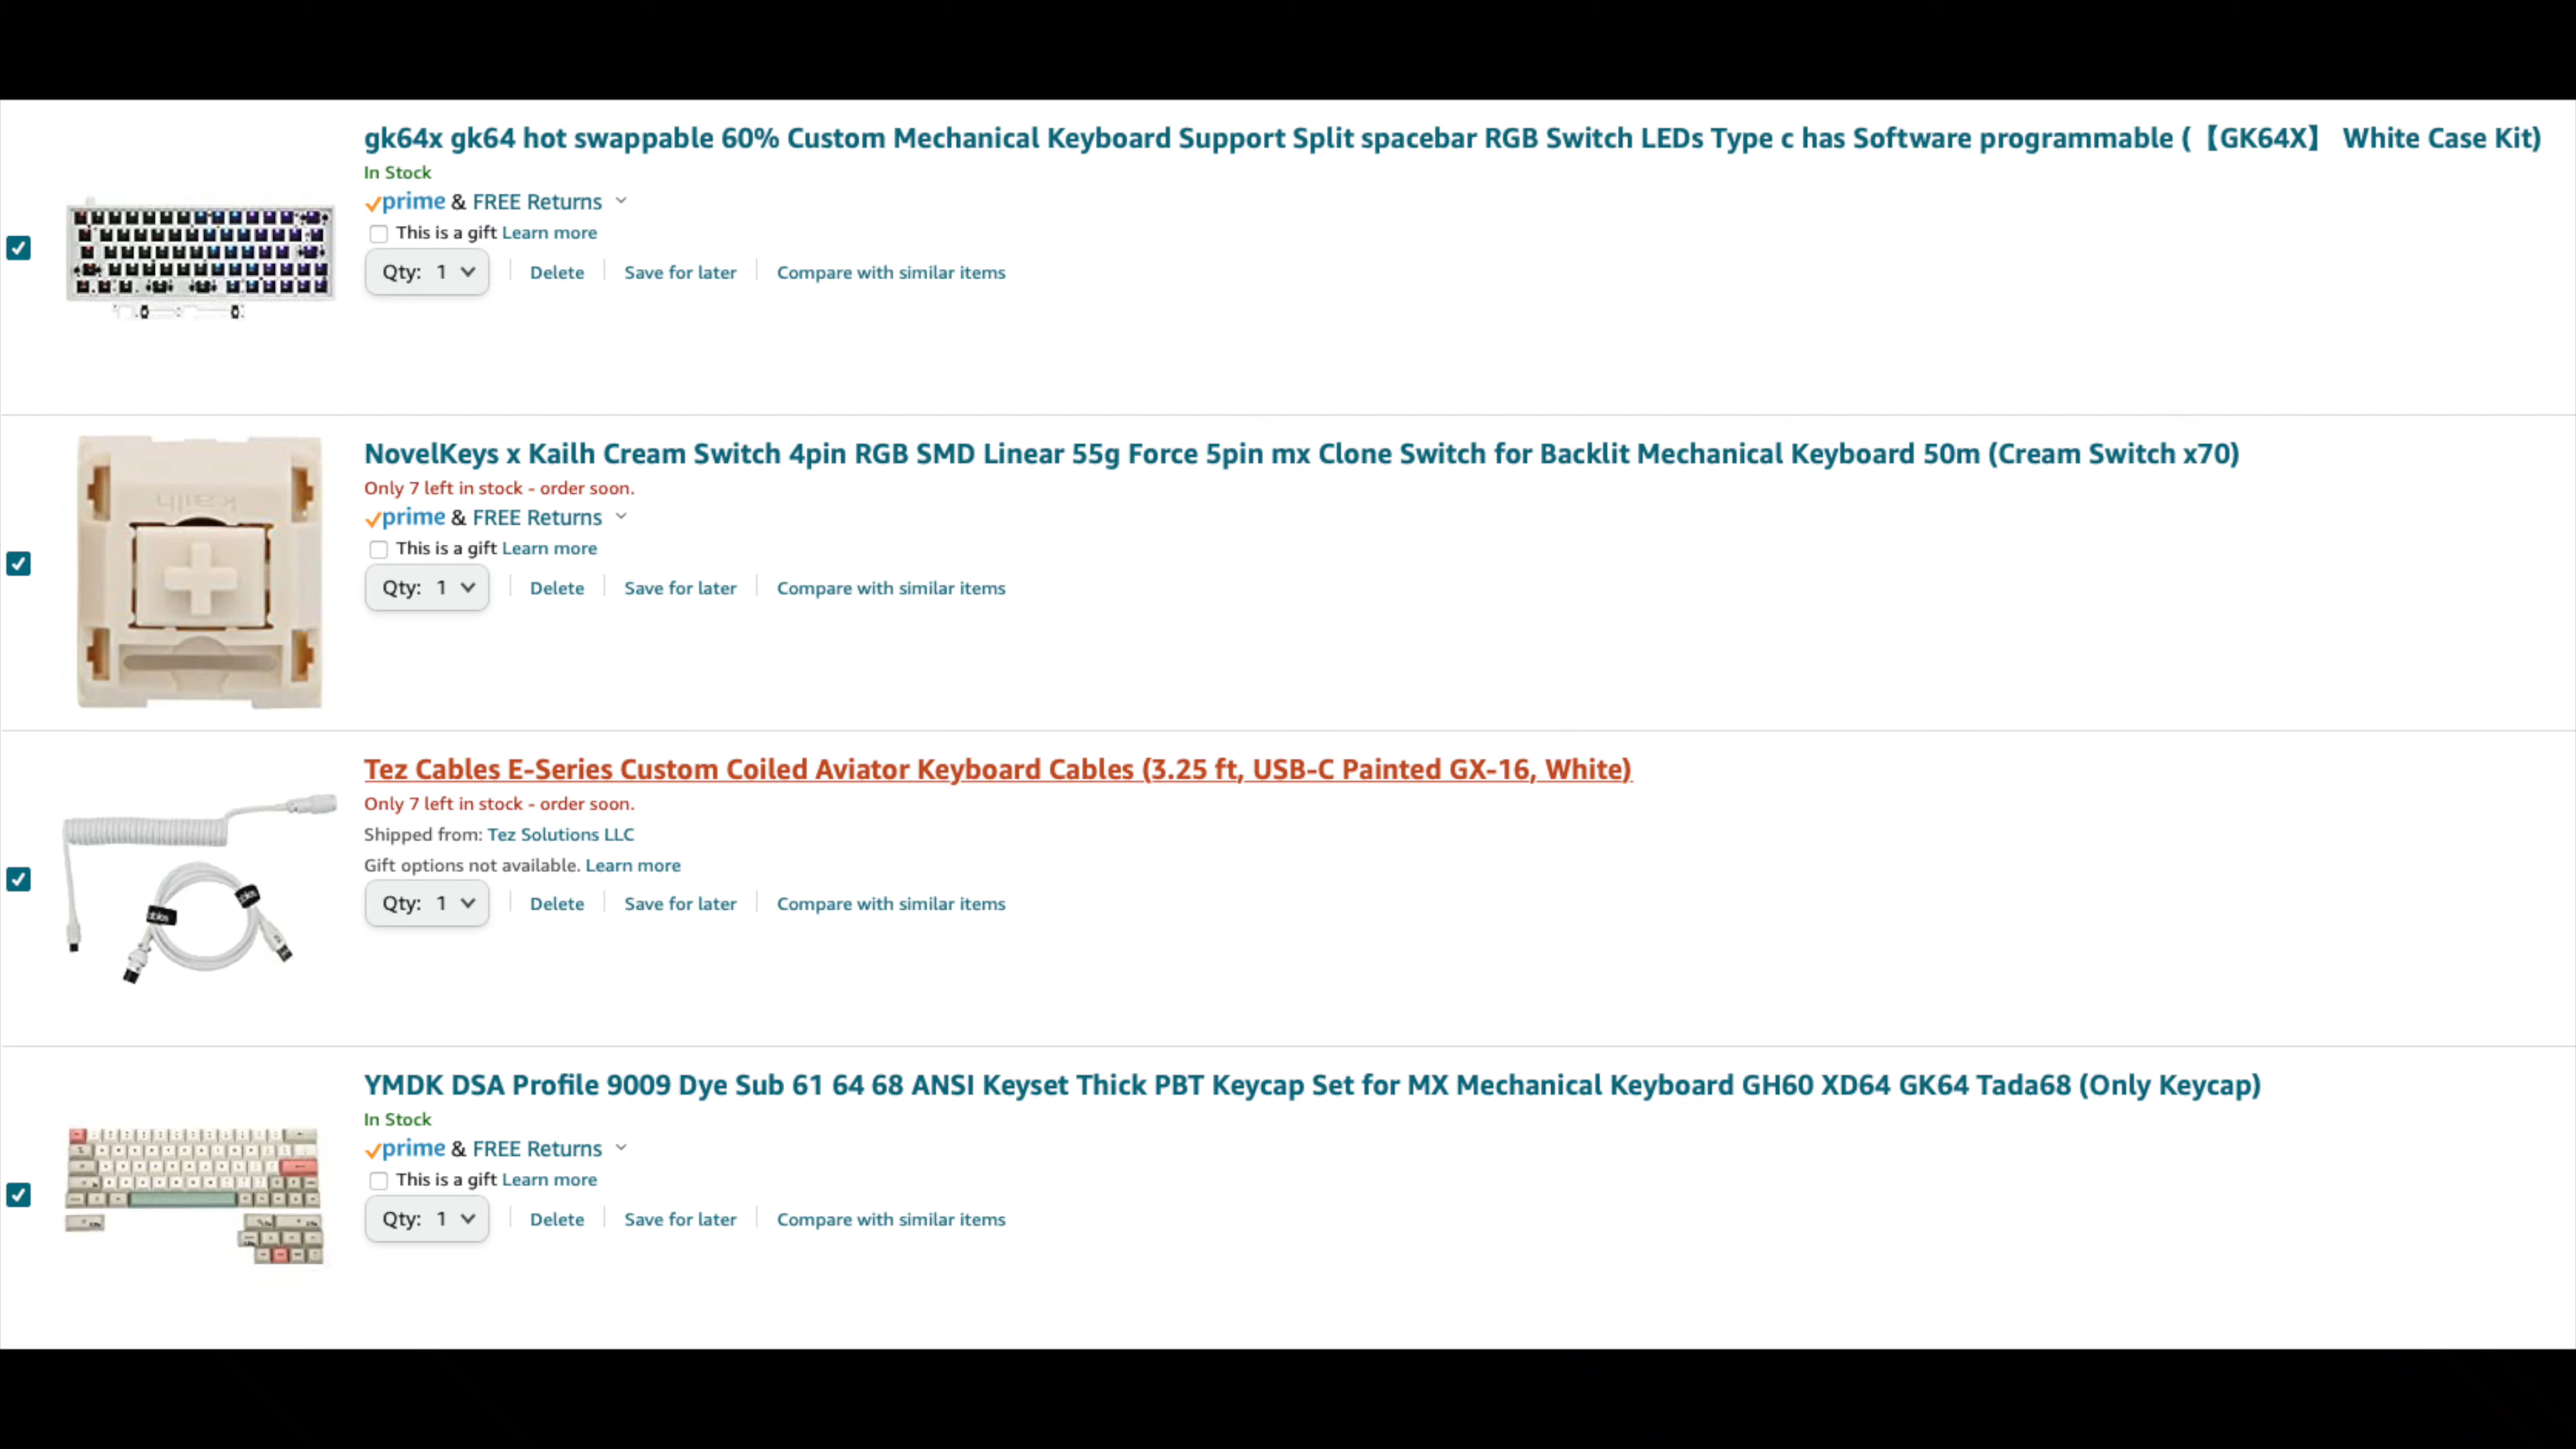 gk64x gk64 hot swappable 60% Custom Mechanical Keyboard Support Split spacebar RGB Switch LEDs Type c has Software programmable (【GK64X】 White Case Kit)
In Stock
prime & FREE Returns
This is a gift Learn more
Qty: 1 Delete Save for later Compare with similar items
kailh
NovelKeys x Kailh Cream Switch 4pin RGB SMD Linear 55g Force 5pin mx Clone Switch for Backlit Mechanical Keyboard 50m (Cream Switch x70)
Only 7 left in stock - order soon.
prime & FREE Returns
This is a gift Learn more
Qty: 1 Delete Save for later Compare with similar items
Tez Cables E-Series Custom Coiled Aviator Keyboard Cables (3.25 ft, USB-C Painted GX-16, White)
Only 7 left in stock - order soon.
Shipped from: Tez Solutions LLC
Gift options not available. Learn more
Qty: 1 Delete Save for later Compare with similar items
YMDK DSA Profile 9009 Dye Sub 61 64 68 ANSI Keyset Thick PBT Keycap Set for MX Mechanical Keyboard GH60 XD64 GK64 Tada68 (Only Keycap)
In Stock
prime & FREE Returns
This is a gift Learn more
Qty: 1 Delete Save for later Compare with similar items